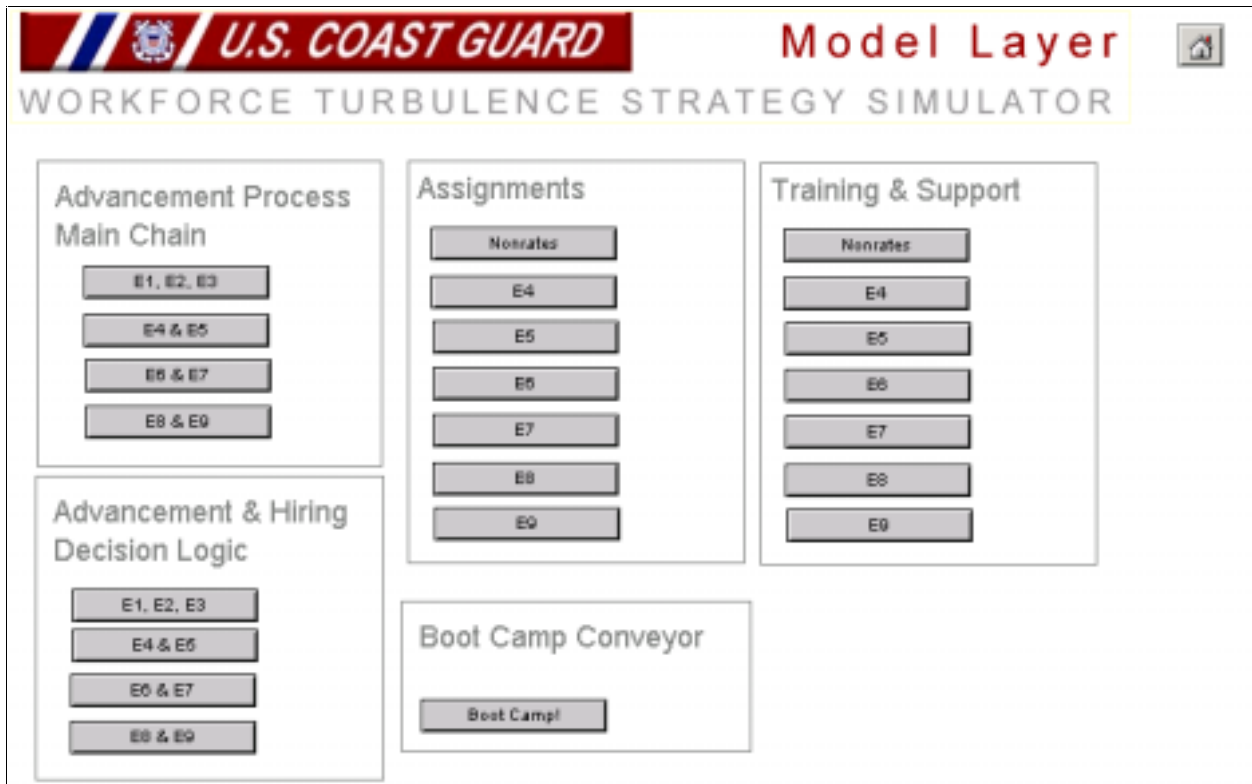 U.S. COAST GUARD
Model Layer
WORKFORCE TURBULENCE STRATEGY SIMULATOR
Advancement Process
Main Chain
E1, E2, E3
E4 & E5
E6 & E7
E8 & E9
Advancement & Hiring
Decision Logic
E1, E2, E3
E4 & E5
E6 & E7
E8 & E9
Assignments
Nonrates
E4
E5
E6
E7
E8
E9
Boot Camp Conveyor
Boot Camp!
Training & Support
Nonrates
E4
E5
E6
E7
E8
E9